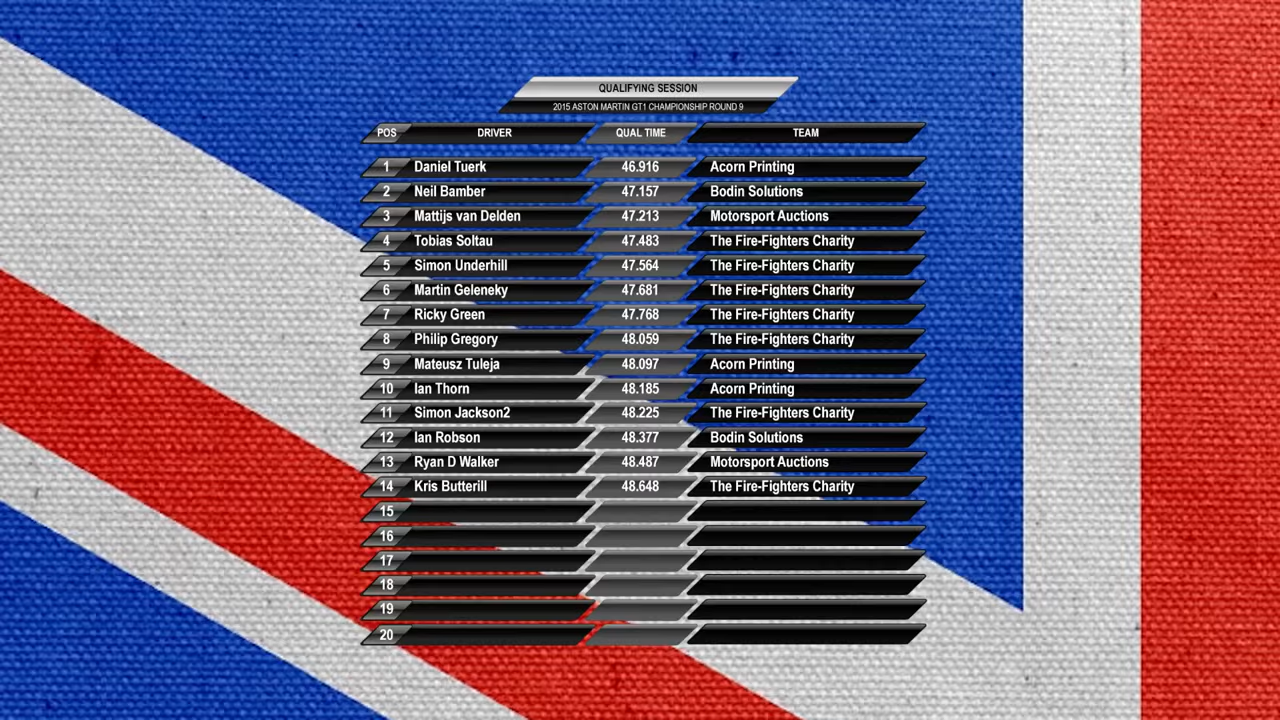 QUALIFYING SESSION
2015 ASTON MARTIN GT1 CHAMPIONSHIP ROUND 9
POS DRIVER QUAL TIME TEAM
1 Daniel Tuerk 46.916 Acorn Printing
2 Neil Bamber 47.157 Bodin Solutions
3 Mattijs van Delden 47.213 Motorsport Auctions
4 Tobias Soltau 47.483 The Fire-Fighters Charity
5 Simon Underhill 47.564 The Fire-Fighters Charity
6 Martin Geleneky 47.681 The Fire-Fighters Charity
7 Ricky Green 47.768 The Fire-Fighters Charity
8 Philip Gregory 48.059 The Fire-Fighters Charity
9 Mateusz Tuleja 48.097 Acorn Printing
10 Ian Thorn 48.185 Acorn Printing
11 Simon Jackson2 48.225 The Fire-Fighters Charity
12 Ian Robson 48.377 Bodin Solutions
13 Ryan D Walker 48.487 Motorsport Auctions
14 Kris Butterill 48.648 The Fire-Fighters Charity
15
16
17
18
19
20